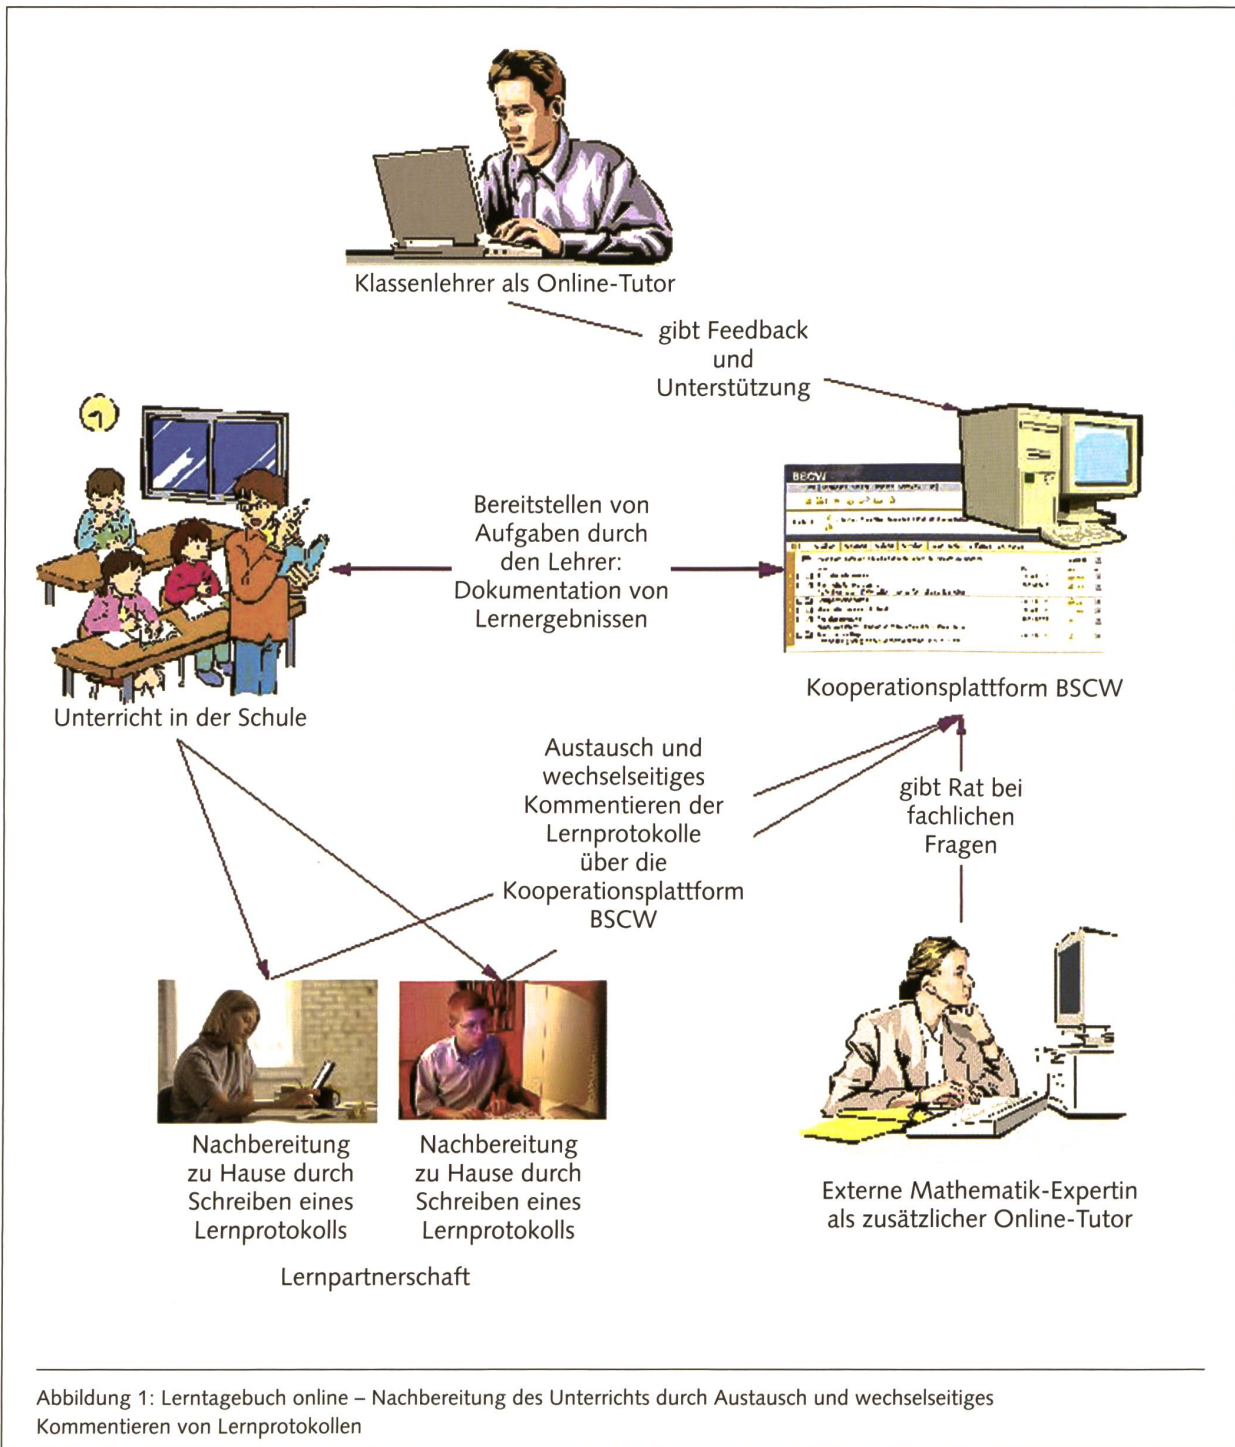 Klassenlehrer als Online-Tutor
gibt Feedback
und
Unterstützung
BSCW
Bereitstellen von
Aufgaben durch
den Lehrer:
Dokumentation von
Lernergebnissen
Kooperationsplattform BSCW
Unterricht in der Schule
Austausch und
wechselseitiges
Kommentieren der
Lernprotokolle
über die
Kooperationsplattform
BSCW
gibt Rat bei
fachlichen
Fragen
Nachbereitung
zu Hause durch
Schreiben eines
Lernprotokolls
Nachbereitung
zu Hause durch
Schreiben eines
Lernprotokolls
Lernpartnerschaft
Externe Mathematik-Expertin
als zusätzlicher Online-Tutor
Abbildung 1: Lerntagebuch online – Nachbereitung des Unterrichts durch Austausch und wechselseitiges
Kommentieren von Lernprotokollen